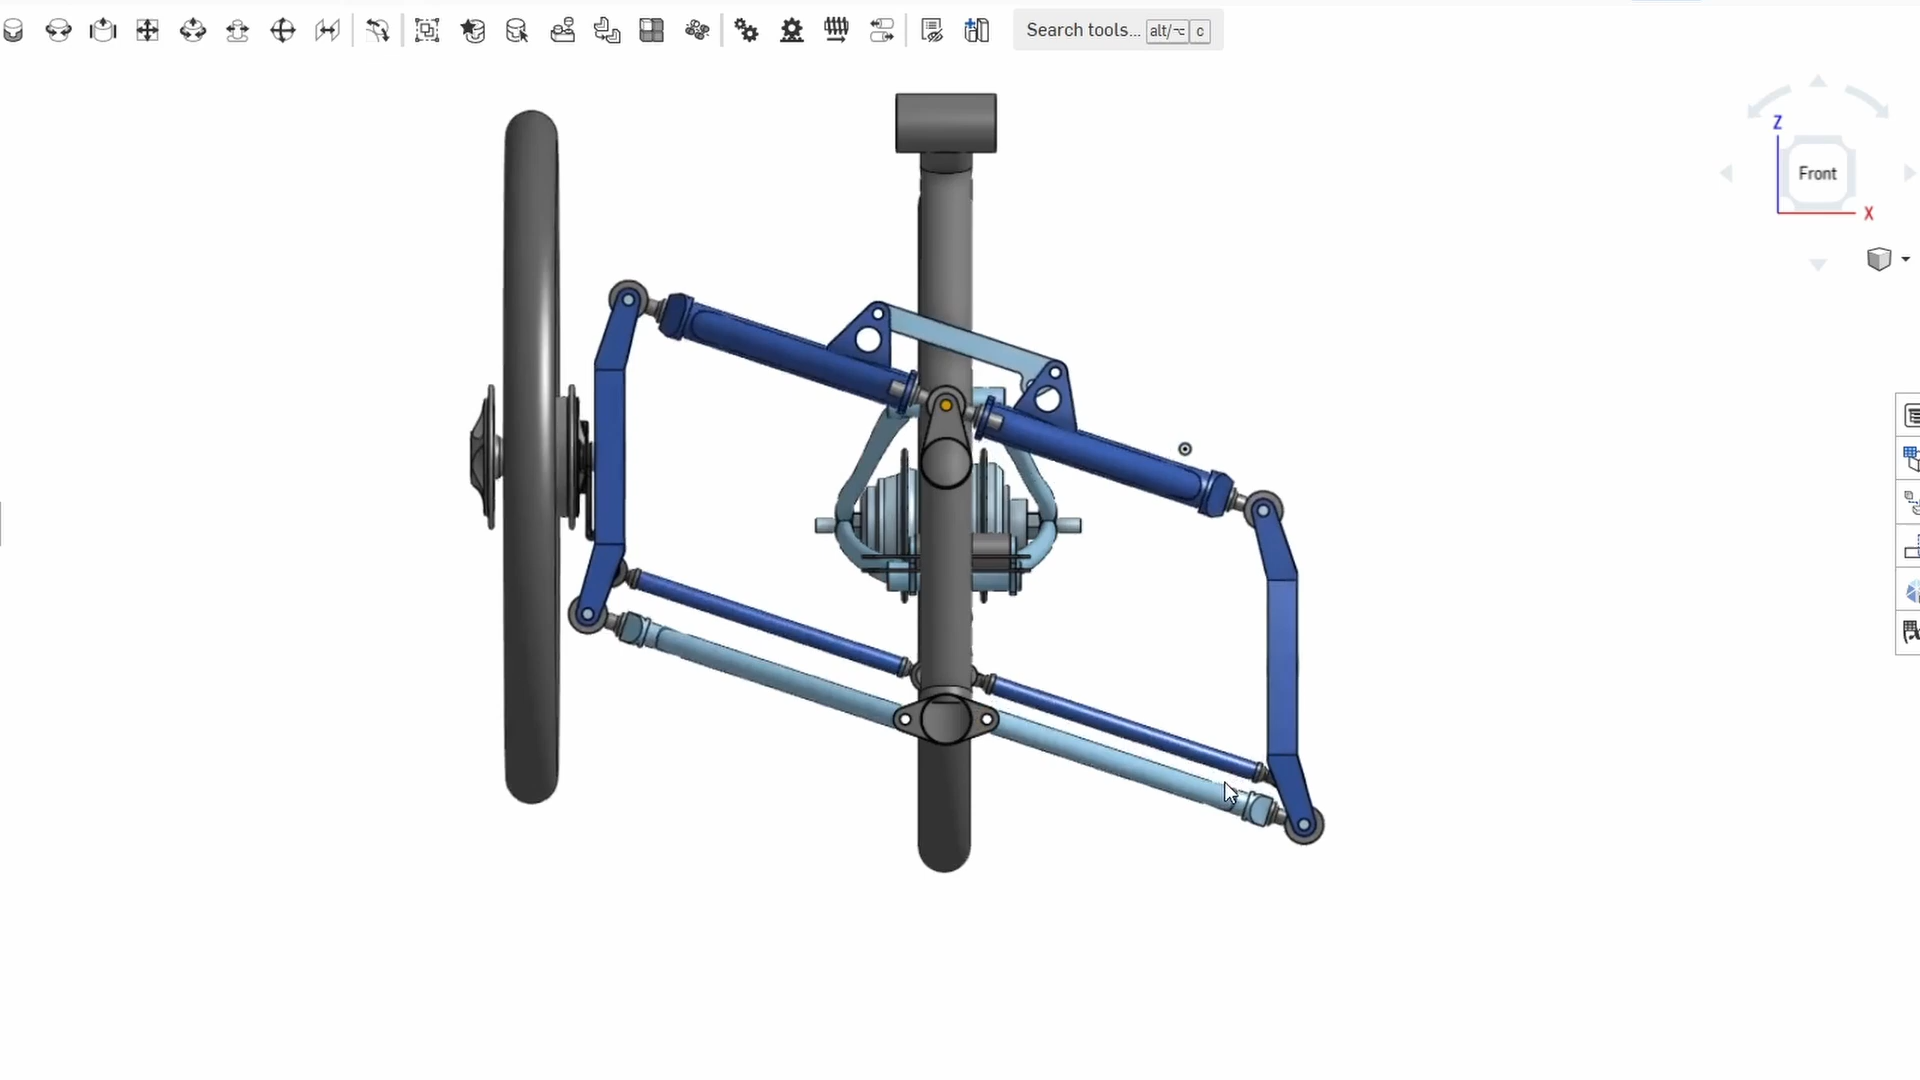 Search tools... alt/⌥ c
Z
Front
X